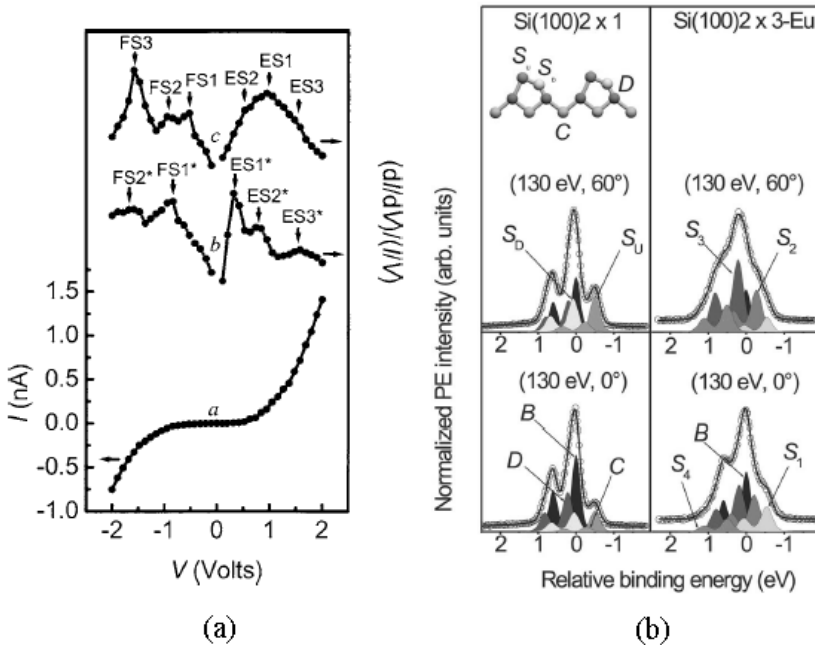 FS3
FS2
FS1
ES2
ES1
ES3
c
FS2*
FS1*
ES1*
ES2*
ES3*
b
(dI/dV)/(I/V)
1.5
1.0
0.5
0.0
-0.5
-1.0
I (nA)
a
-2 -1 0 1 2
V (Volts)
(a)
Si(100)2 x 1
Si(100)2 x 3-Eu
D
C
(130 eV, 60°)
(130 eV, 60°)
S_D
S_U
S_3
S_2
2 1 0 -1
2 1 0 -1
(130 eV, 0°)
(130 eV, 0°)
B
D
C
S_4
B
S_1
2 1 0 -1
2 1 0 -1
Normalized PE intensity (arb. units)
Relative binding energy (eV)
(b)